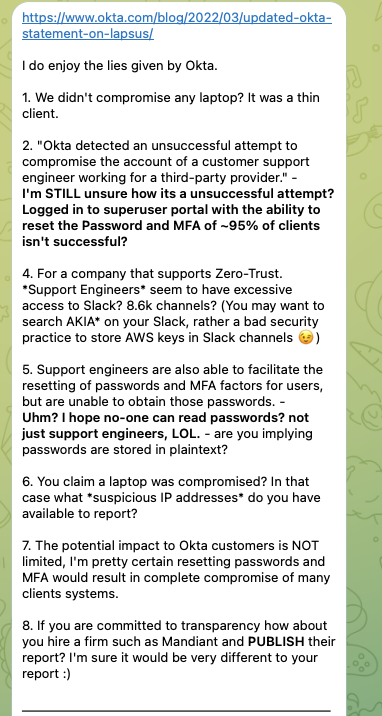 https://www.okta.com/blog/2022/03/updated-okta-
statement-on-lapsus/
I do enjoy the lies given by Okta.
1. We didn't compromise any laptop? It was a thin
client.
2. "Okta detected an unsuccessful attempt to
compromise the account of a customer support
engineer working for a third-party provider." -
I'm STILL unsure how its a unsuccessful attempt?
Logged in to superuser portal with the ability to
reset the Password and MFA of ~95% of clients
isn't successful?
4. For a company that supports Zero-Trust.
*Support Engineers* seem to have excessive
access to Slack? 8.6k channels? (You may want to
search AKIA* on your Slack, rather a bad security
practice to store AWS keys in Slack channels 😉)
5. Support engineers are also able to facilitate the
resetting of passwords and MFA factors for users,
but are unable to obtain those passwords. -
Uhm? I hope no-one can read passwords? not
just support engineers, LOL. - are you implying
passwords are stored in plaintext?
6. You claim a laptop was compromised? In that
case what *suspicious IP addresses* do you have
available to report?
7. The potential impact to Okta customers is NOT
limited, I'm pretty certain resetting passwords and
MFA would result in complete compromise of many
clients systems.
8. If you are committed to transparency how about
you hire a firm such as Mandiant and PUBLISH their
report? I'm sure it would be very different to your
report :)